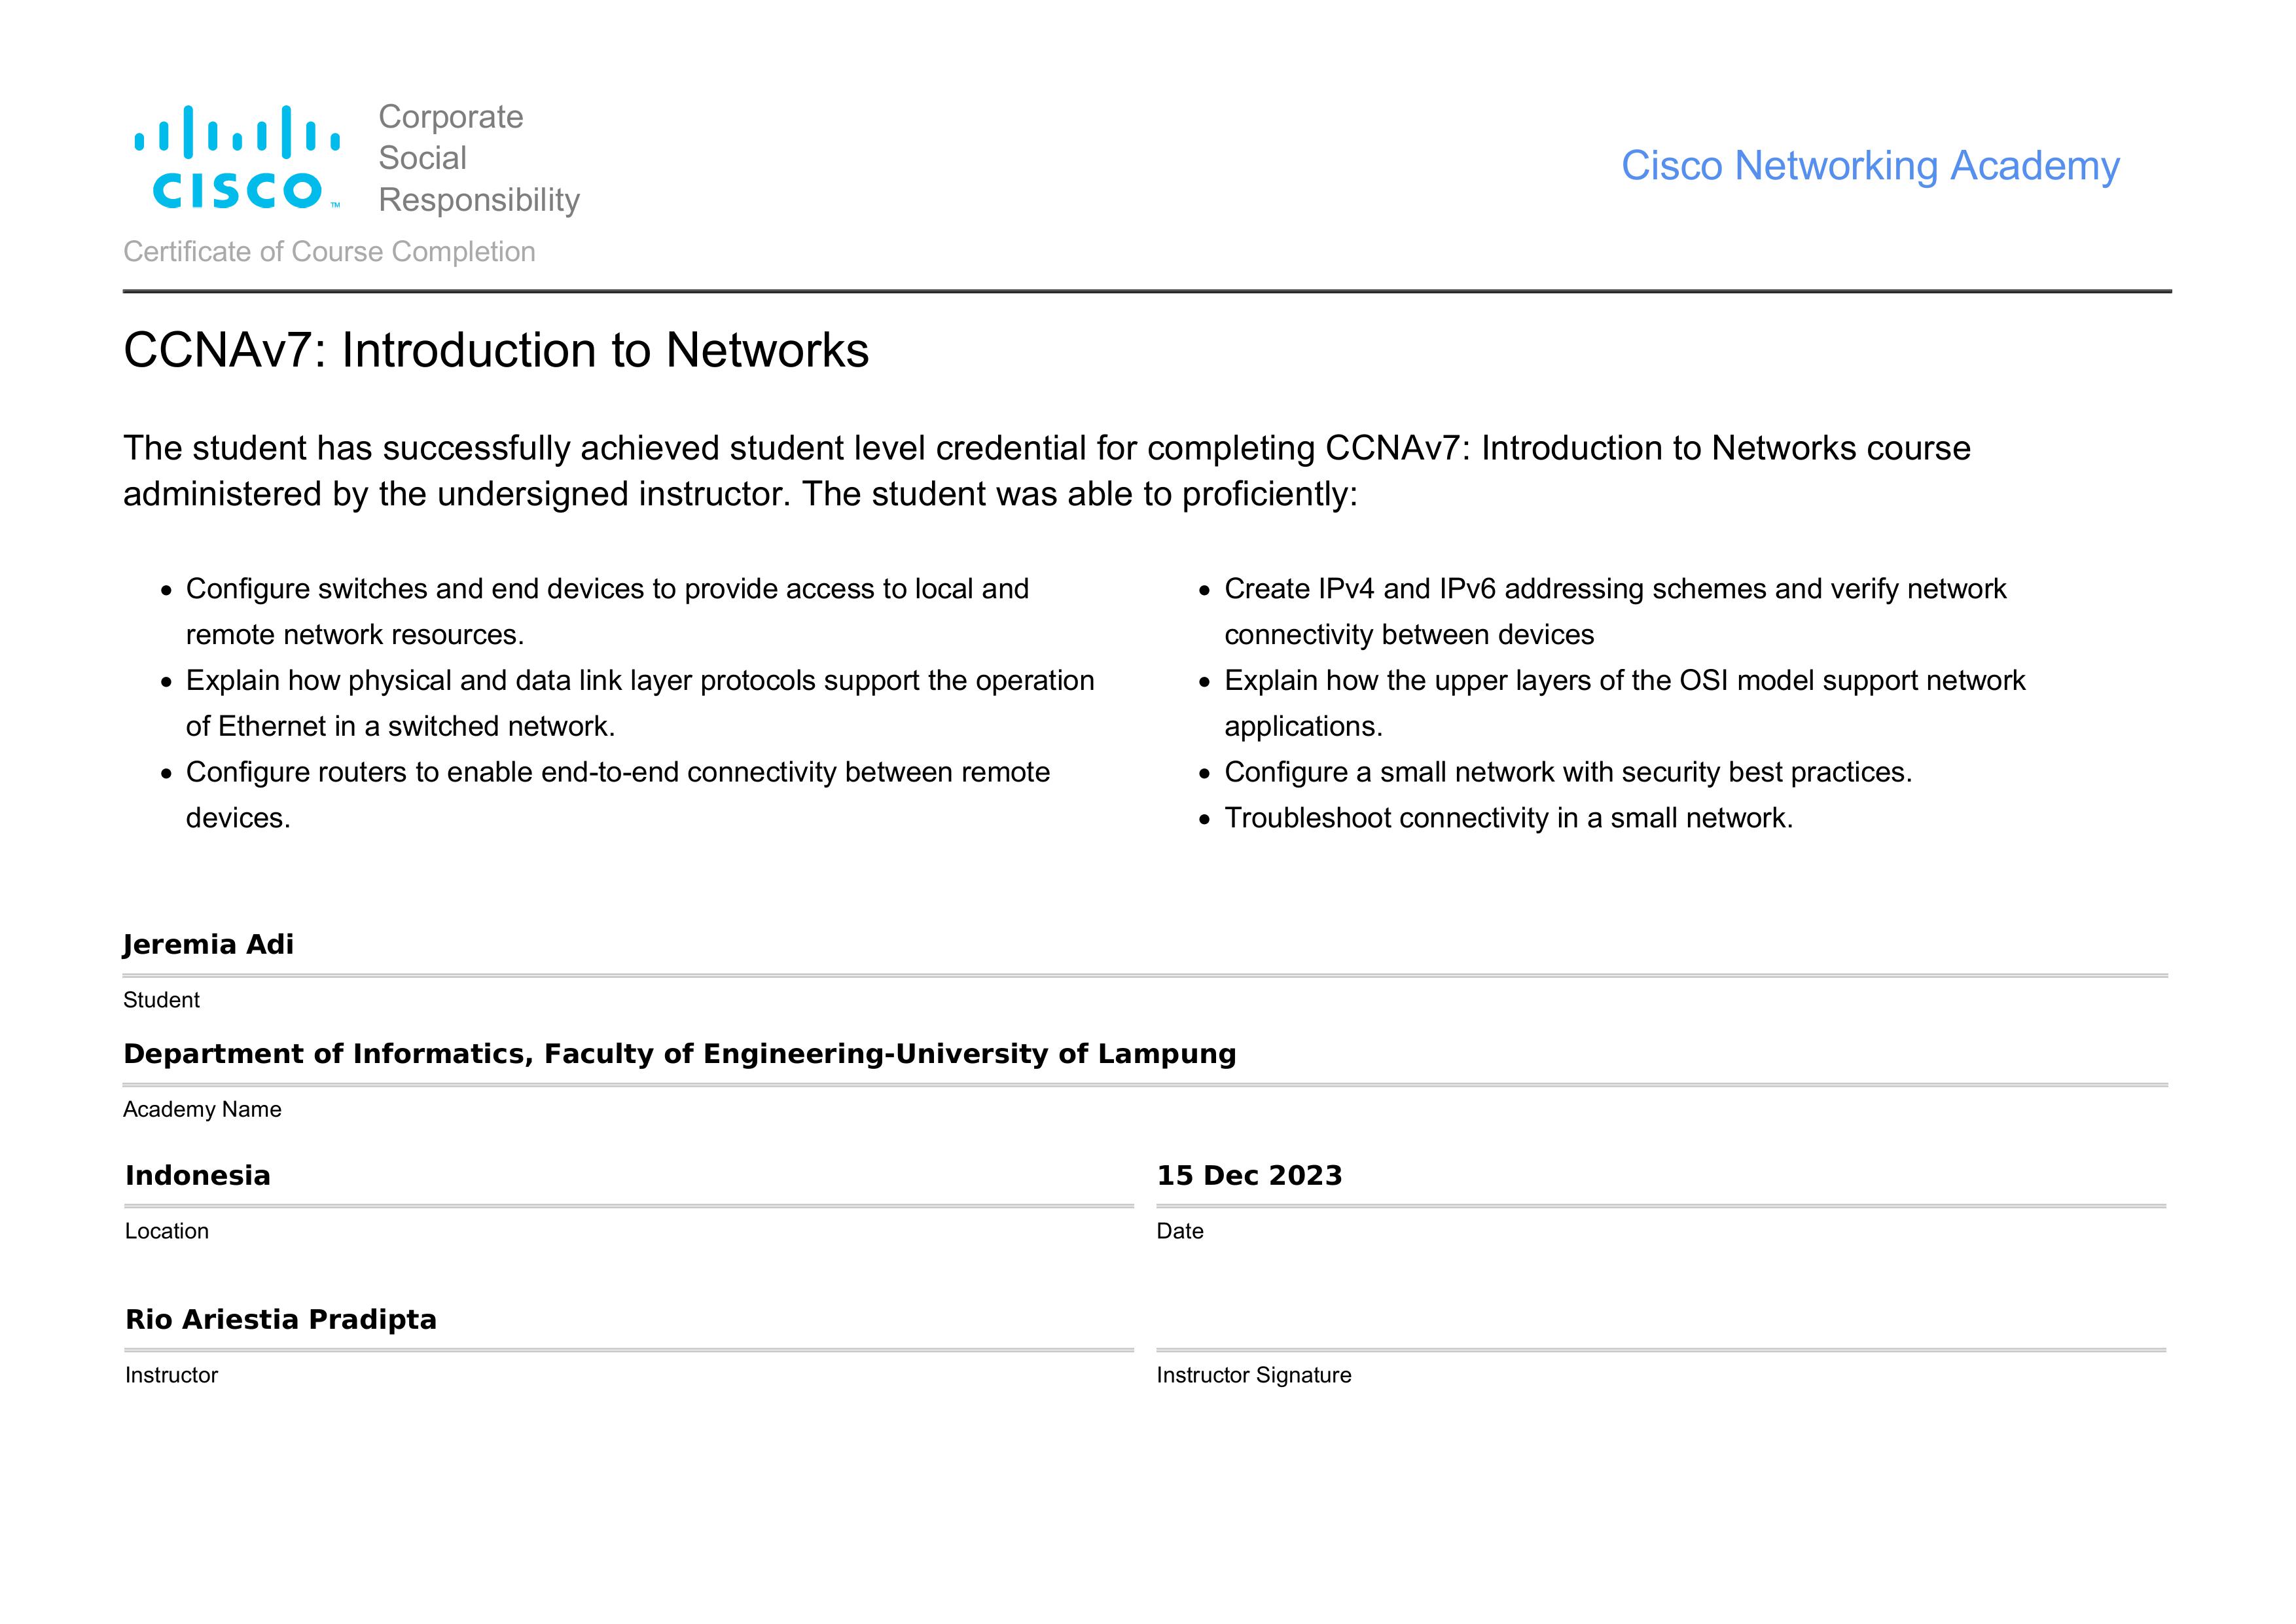 CISCO™
Corporate
Social
Responsibility
Cisco Networking Academy
Certificate of Course Completion
CCNAv7: Introduction to Networks
The student has successfully achieved student level credential for completing CCNAv7: Introduction to Networks course
administered by the undersigned instructor. The student was able to proficiently:
• Configure switches and end devices to provide access to local and
remote network resources.
• Explain how physical and data link layer protocols support the operation
of Ethernet in a switched network.
• Configure routers to enable end-to-end connectivity between remote
devices.
• Create IPv4 and IPv6 addressing schemes and verify network
connectivity between devices
• Explain how the upper layers of the OSI model support network
applications.
• Configure a small network with security best practices.
• Troubleshoot connectivity in a small network.
Jeremia Adi
Student
Department of Informatics, Faculty of Engineering-University of Lampung
Academy Name
Indonesia
Location
15 Dec 2023
Date
Rio Ariestia Pradipta
Instructor
Instructor Signature